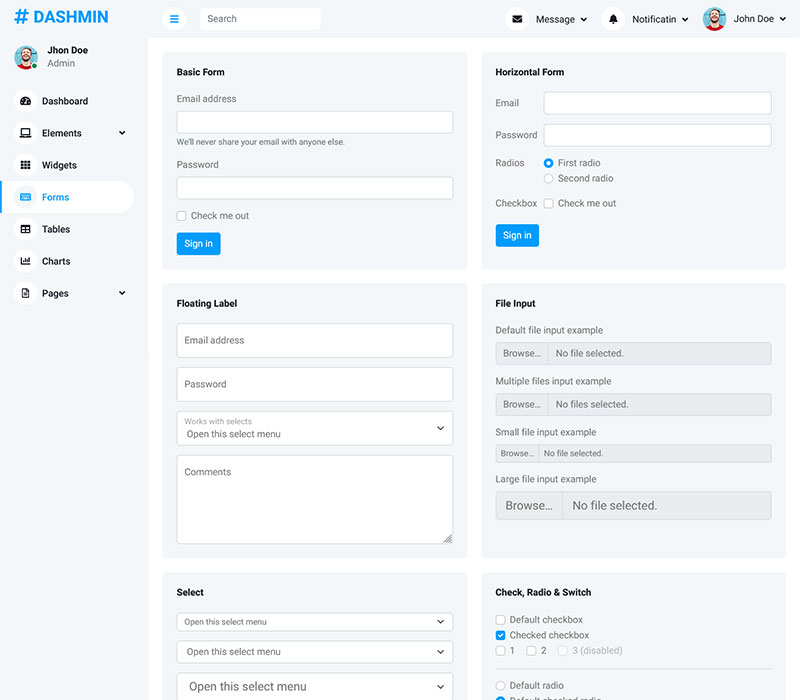 # DASHMIN
Search
Message
Notificatin
John Doe
Jhon Doe
Admin
Dashboard
Elements
Widgets
Forms
Tables
Charts
Pages
Basic Form
Email address
We'll never share your email with anyone else.
Password
Check me out
Sign in
Horizontal Form
Email
Password
Radios
First radio
Second radio
Checkbox
Check me out
Sign in
Floating Label
Email address
Password
Works with selects
Open this select menu
Comments
File Input
Default file input example
Browse... No file selected.
Multiple files input example
Browse... No files selected.
Small file input example
Browse... No file selected.
Large file input example
Browse... No file selected.
Select
Open this select menu
Open this select menu
Open this select menu
Check, Radio & Switch
Default checkbox
Checked checkbox
1 2 3 (disabled)
Default radio
Default checked radio